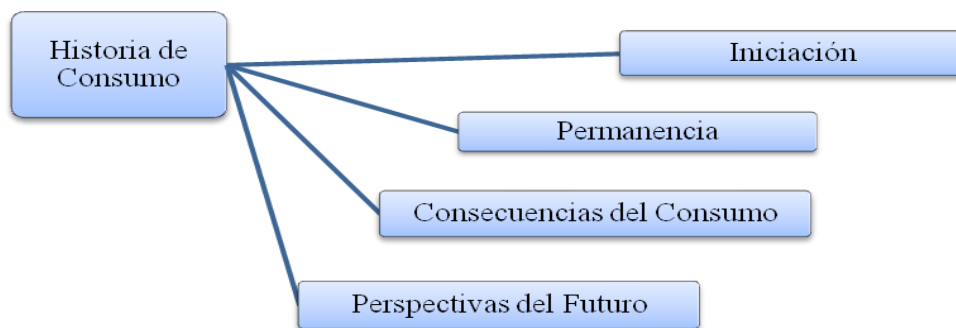 Historia de
Consumo
Iniciación
Permanencia
Consecuencias del Consumo
Perspectivas del Futuro